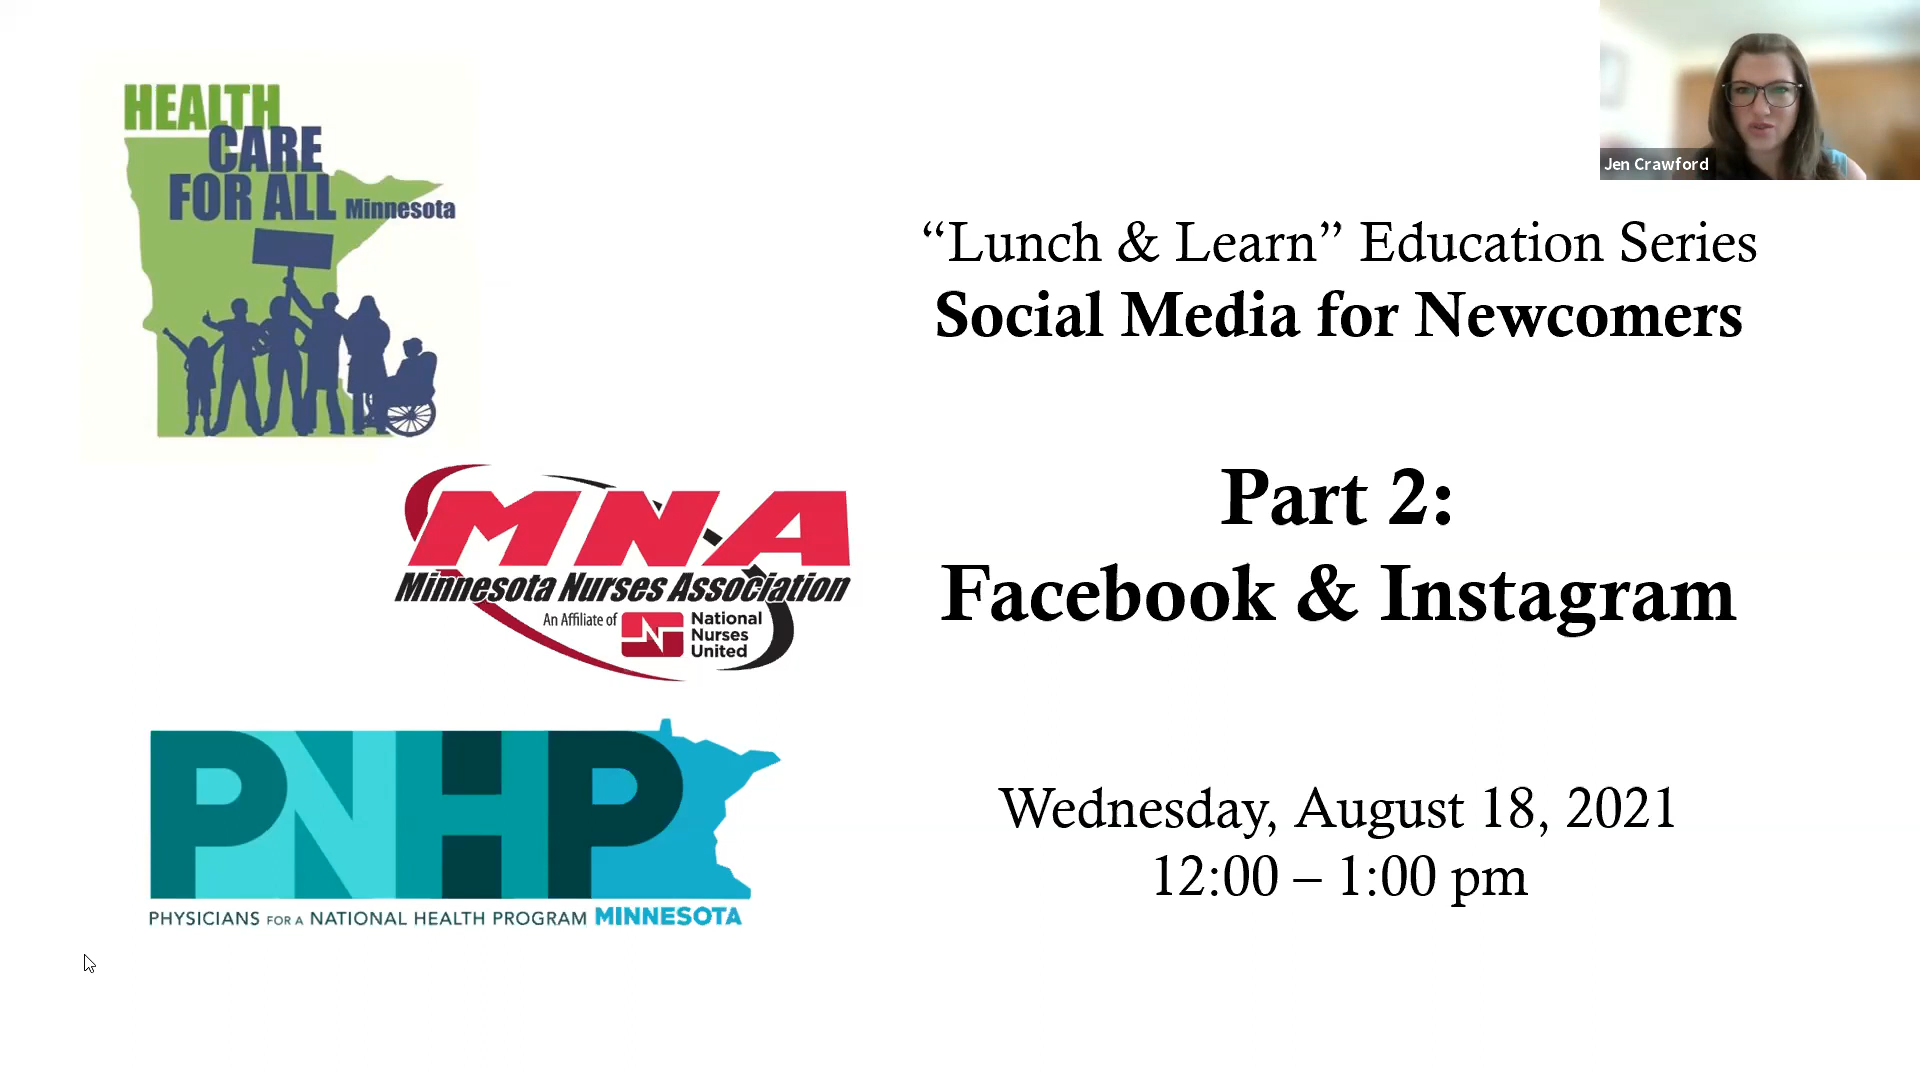 HEALTH
CARE
FOR ALL Minnesota
MNA
Minnesota Nurses Association
An Affiliate of
National
Nurses
United
PNHP
PHYSICIANS FOR A NATIONAL HEALTH PROGRAM MINNESOTA
Jen Crawford
“Lunch & Learn” Education Series
Social Media for Newcomers
Part 2:
Facebook & Instagram
Wednesday, August 18, 2021
12:00 – 1:00 pm